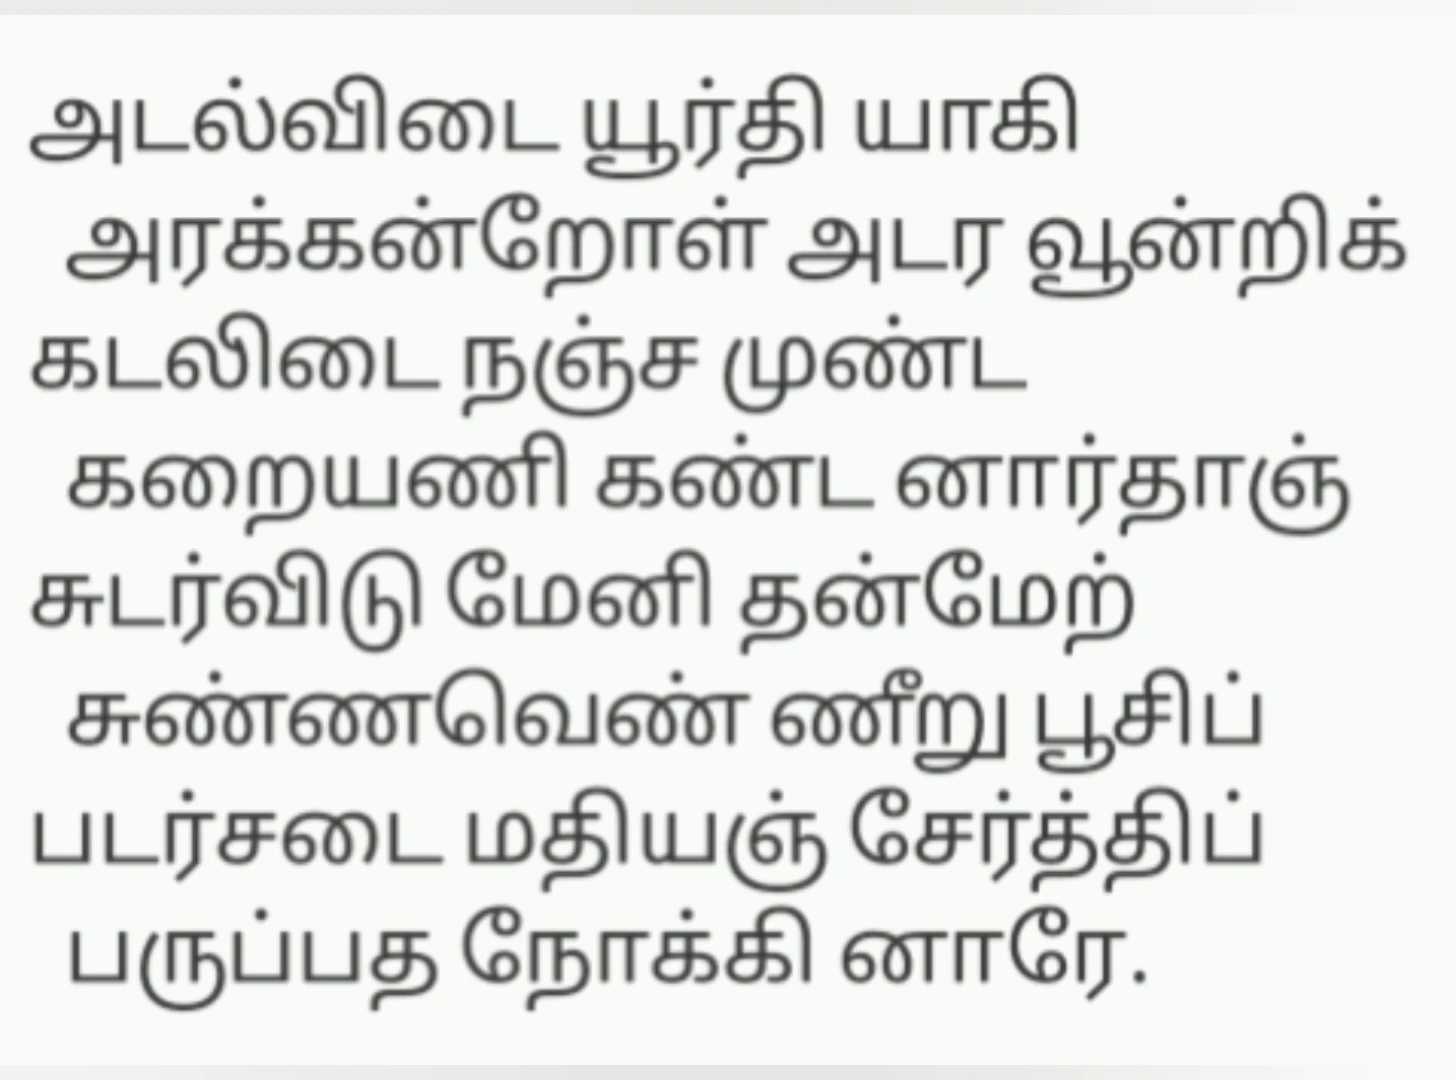 அடல்விடை யூர்தி யாகி
அரக்கன்றோள் அடர வூன்றிக்
கடலிடை நஞ்ச முண்ட
கறையணி கண்ட னார்தாஞ்
சுடர்விடு மேனி தன்மேற்
சுண்ணவெண் ணீறு பூசிப்
படர்சடை மதியஞ் சேர்த்திப்
பருப்பத நோக்கி னாரே.